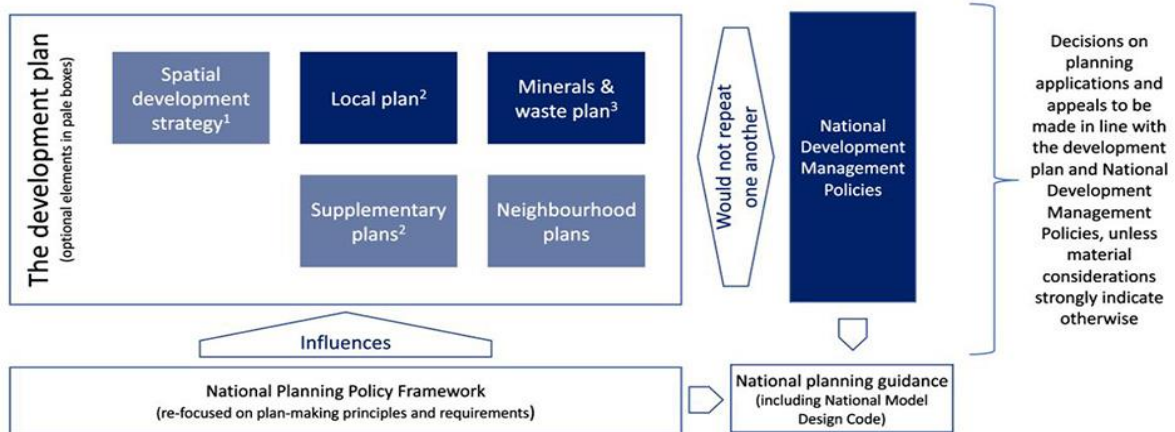 The development plan
(optional elements in pale boxes)
Spatial
development
strategy¹
Local plan²
Minerals &
waste plan³
Supplementary
plans²
Neighbourhood
plans
Would not repeat
one another
National
Development
Management
Policies
Decisions on
planning
applications and
appeals to be
made in line with
the development
plan and National
Development
Management
Policies, unless
material
considerations
strongly indicate
otherwise
Influences
National Planning Policy Framework
(re-focused on plan-making principles and requirements)
National planning guidance
(including National Model
Design Code)